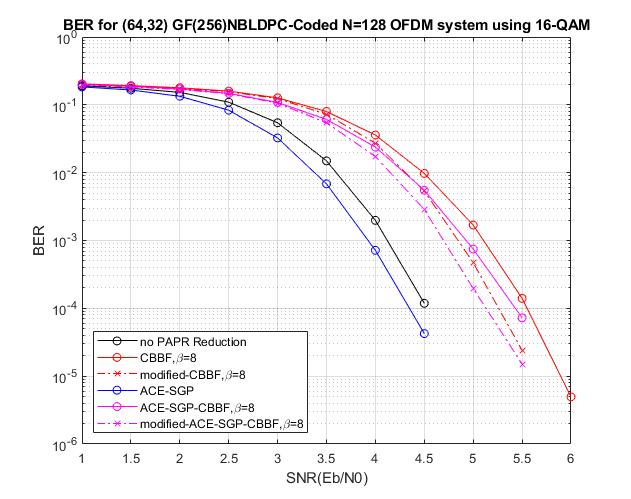 BER for (64,32) GF(256)NBLDPC-Coded N=128 OFDM system using 16-QAM
10^0
10^-1
10^-2
10^-3
10^-4
10^-5
10^-6
BER
no PAPR Reduction
CBBF,β=8
modified-CBBF,β=8
ACE-SGP
ACE-SGP-CBBF,β=8
modified-ACE-SGP-CBBF,β=8
1 1.5 2 2.5 3 3.5 4 4.5 5 5.5 6
SNR(Eb/N0)